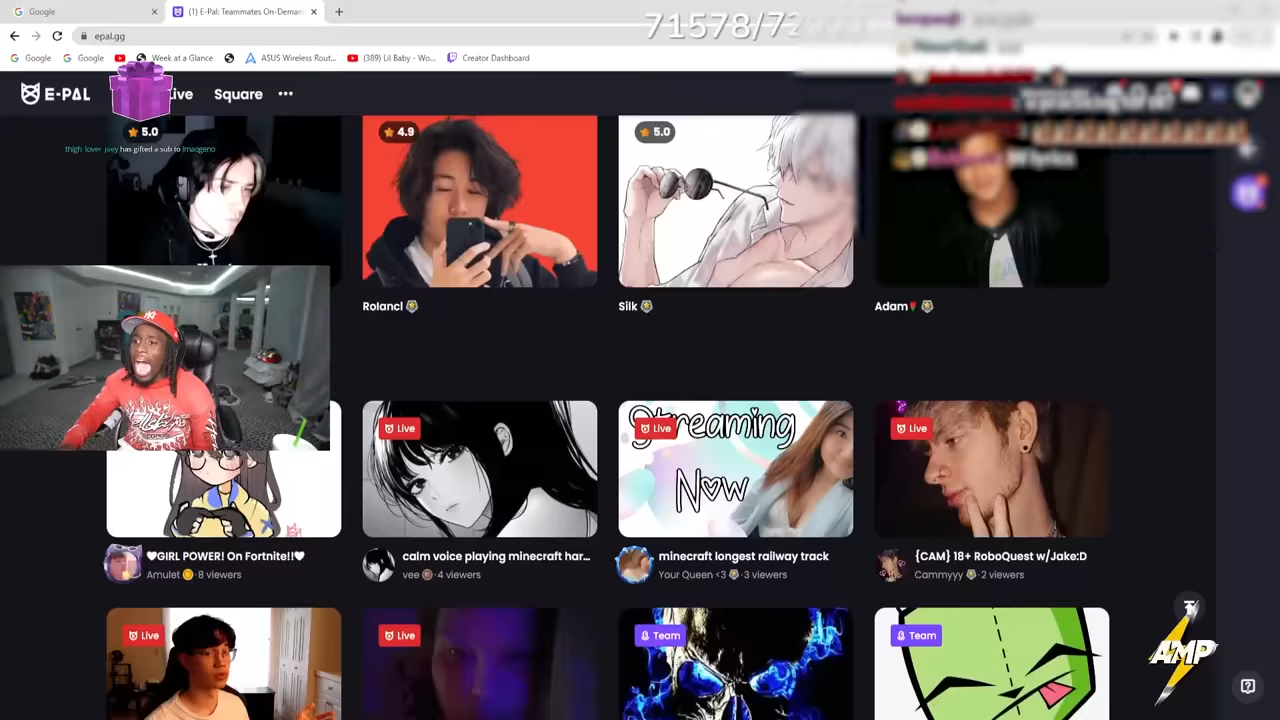 Google
(1) E-Pal: Teammates On-Deman
71578/72
epal.gg
Google
Google
Week at a Glance
ASUS Wireless Rout...
(389) Lil Baby - Wo...
Creator Dashboard
E-PAL
Live
Square
5.0
4.9
5.0
thigh lover joey has gifted a sub to Imaogeno
Rolancl
Silk
Adam
Live
Live
Live
Streaming
Now
GIRL POWER! On Fortnite!!
calm voice playing minecraft har...
minecraft longest railway track
{CAM} 18+ RoboQuest w/Jake:D
Amulet · 8 viewers
vee · 4 viewers
Your Queen <3 · 3 viewers
Cammyyy · 2 viewers
Live
Live
Team
Team
AMP